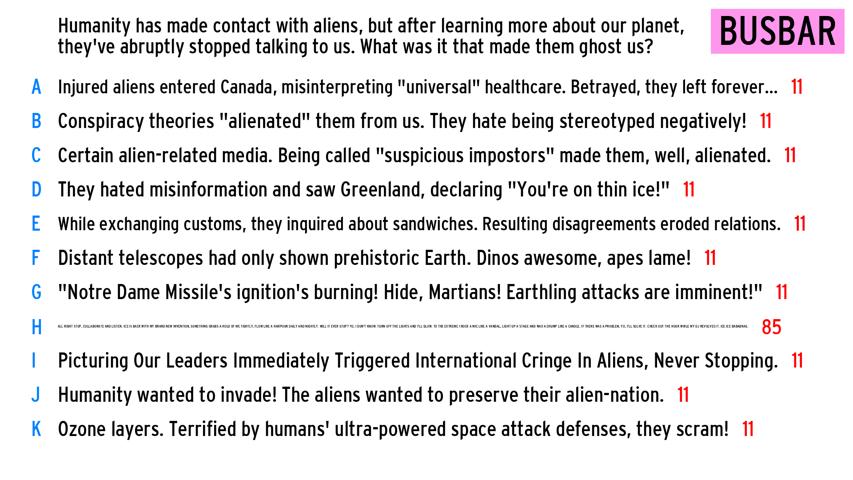 Humanity has made contact with aliens, but after learning more about our planet,
they've abruptly stopped talking to us. What was it that made them ghost us?
BUSBAR
A Injured aliens entered Canada, misinterpreting "universal" healthcare. Betrayed, they left forever... 11
B Conspiracy theories "alienated" them from us. They hate being stereotyped negatively! 11
C Certain alien-related media. Being called "suspicious impostors" made them, well, alienated. 11
D They hated misinformation and saw Greenland, declaring "You're on thin ice!" 11
E While exchanging customs, they inquired about sandwiches. Resulting disagreements eroded relations. 11
F Distant telescopes had only shown prehistoric Earth. Dinos awesome, apes lame! 11
G "Notre Dame Missile's ignition's burning! Hide, Martians! Earthling attacks are imminent!" 11
H 85
I Picturing Our Leaders Immediately Triggered International Cringe In Aliens, Never Stopping. 11
J Humanity wanted to invade! The aliens wanted to preserve their alien-nation. 11
K Ozone layers. Terrified by humans' ultra-powered space attack defenses, they scram! 11